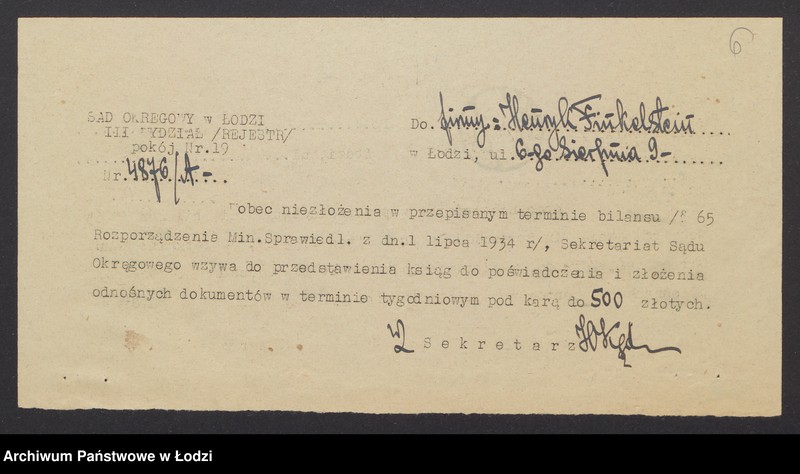 6
SĄD OKRĘGOWY w ŁODZI
III WYDZIAŁ /REJESTR/
pokój Nr.19
Nr. 4876/A-
Do firmy: Henryk Finkelstein
w Łodzi, ul. 6-go Sierpnia 9-
Wobec niezłożenia w przepisanym terminie bilansu /§ 65
Rozporządzenia Min.Sprawiedl. z dn.1 lipca 1934 r/, Sekretariat Sądu
Okręgowego wzywa do przedstawienia ksiąg do poświadczenia i złożenia
odnośnych dokumentów w terminie tygodniowym pod karą do 500 złotych.
Sekretarz
Archiwum Państwowe w Łodzi